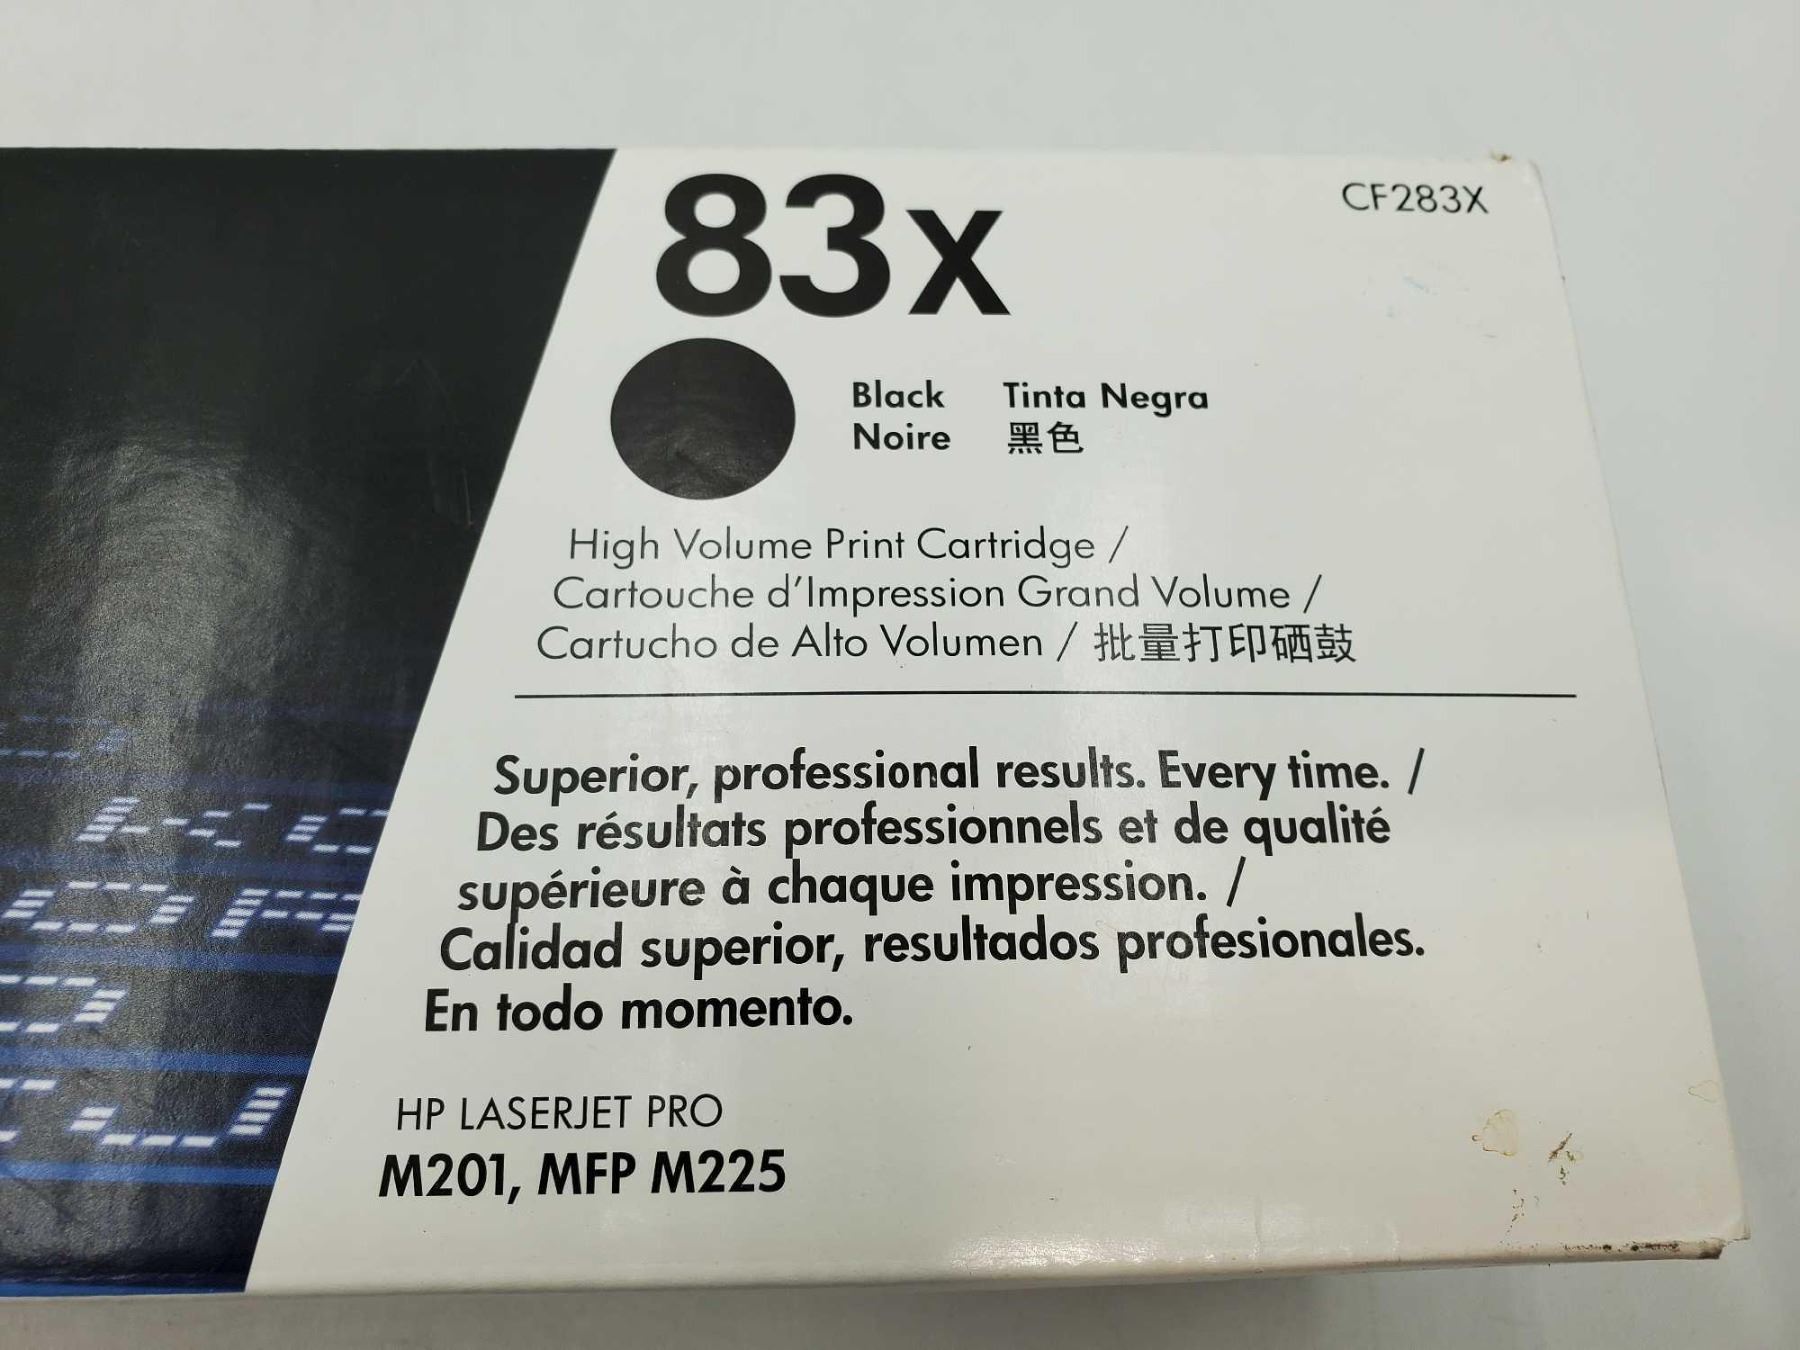 83X
CF283X
Black Tinta Negra
Noire 黑色
High Volume Print Cartridge /
Cartouche d'Impression Grand Volume /
Cartucho de Alto Volumen / 批量打印硒鼓
Superior, professional results. Every time. /
Des résultats professionnels et de qualité
supérieure à chaque impression. /
Calidad superior, resultados profesionales.
En todo momento.
HP LASERJET PRO
M201, MFP M225